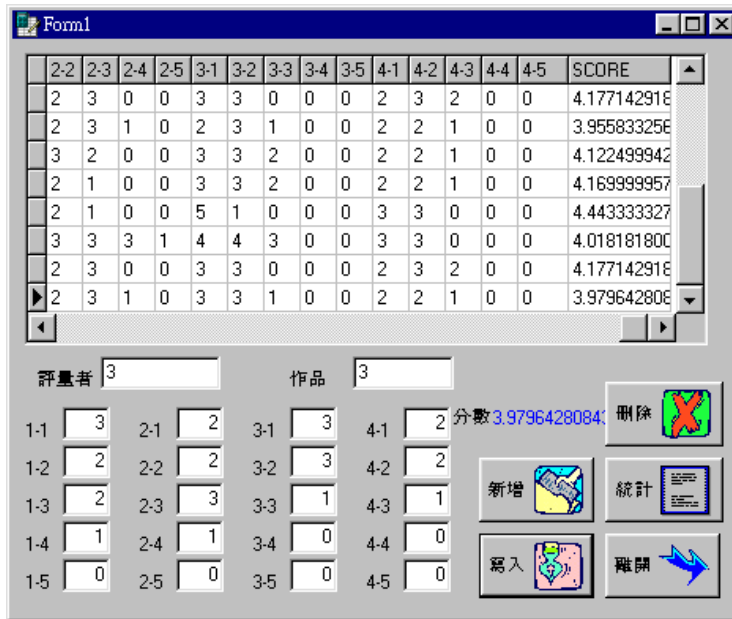 Form1
2-2 2-3 2-4 2-5 3-1 3-2 3-3 3-4 3-5 4-1 4-2 4-3 4-4 4-5 SCORE
2 3 0 0 3 3 0 0 0 2 3 2 0 0 4.177142918
2 3 1 0 2 3 1 0 0 2 2 1 0 0 3.955833256
3 2 0 0 3 3 2 0 0 2 2 1 0 0 4.122499942
2 1 0 0 3 3 2 0 0 2 2 1 0 0 4.169999957
2 1 0 0 5 1 0 0 0 3 3 0 0 0 4.443333327
3 3 3 1 4 4 3 0 0 3 3 0 0 0 4.018181800
2 3 0 0 3 3 0 0 0 2 3 2 0 0 4.177142918
2 3 1 0 3 3 1 0 0 2 2 1 0 0 3.979642808
評量者 3 作品 3
1-1 3 2-1 2 3-1 3 4-1 2 分數 3.9796428084 刪除
1-2 2 2-2 2 3-2 3 4-2 2
1-3 2 2-3 3 3-3 1 4-3 1 新增 統計
1-4 1 2-4 1 3-4 0 4-4 0
1-5 0 2-5 0 3-5 0 4-5 0 寫入 離開